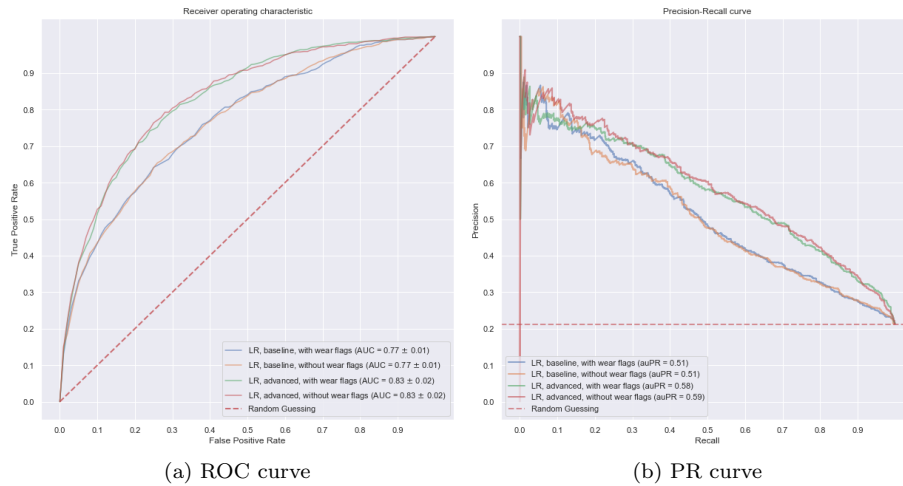 Receiver operating characteristic
True Positive Rate
0.9
0.8
0.7
0.6
0.5
0.4
0.3
0.2
0.1
0.0
LR, baseline, with wear flags (AUC = 0.77 ± 0.01)
LR, baseline, without wear flags (AUC = 0.77 ± 0.01)
LR, advanced, with wear flags (AUC = 0.83 ± 0.02)
LR, advanced, without wear flags (AUC = 0.83 ± 0.02)
Random Guessing
0.0 0.1 0.2 0.3 0.4 0.5 0.6 0.7 0.8 0.9
False Positive Rate
(a) ROC curve
Precision-Recall curve
Precision
0.9
0.8
0.7
0.6
0.5
0.4
0.3
0.2
0.1
0.0
LR, baseline, with wear flags (auPR = 0.51)
LR, baseline, without wear flags (auPR = 0.51)
LR, advanced, with wear flags (auPR = 0.58)
LR, advanced, without wear flags (auPR = 0.59)
Random Guessing
0.0 0.1 0.2 0.3 0.4 0.5 0.6 0.7 0.8 0.9
Recall
(b) PR curve